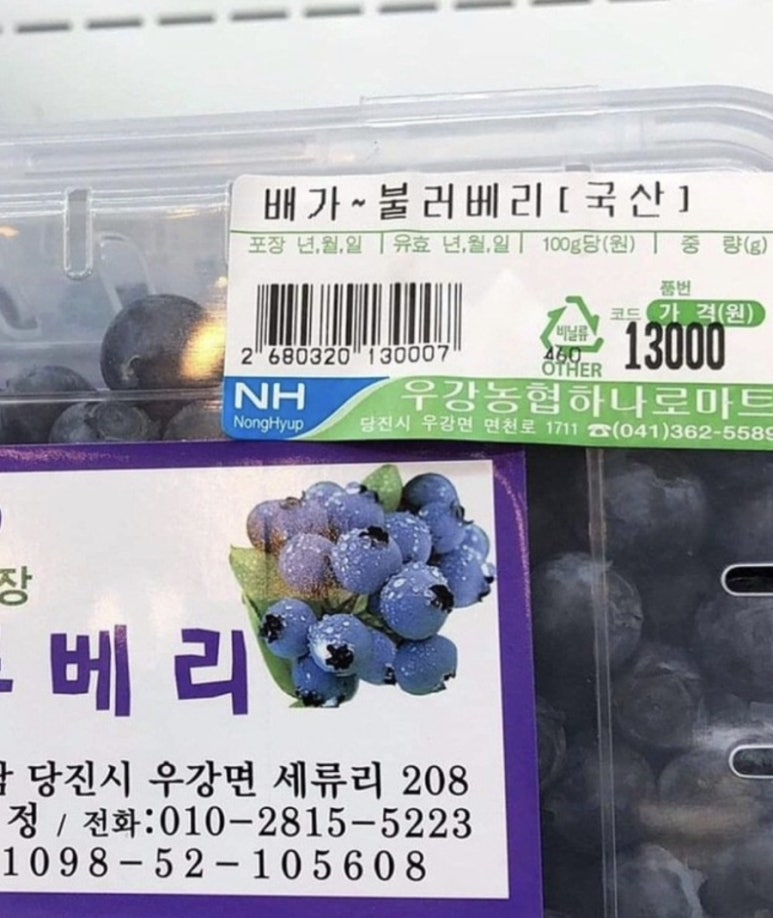 배가~불러베리[국산]
포장 년,월,일 | 유효 년,월,일 | 100g당(원) | 중 량(g)
품번
코드 가 격(원)
비닐류
460
OTHER
13000
2 680320 130007
NH 우강농협하나로마트
NongHyup 당진시 우강면 면천로 1711 ☎(041)362-5589
장
베리
당진시 우강면 세류리 208
정 / 전화:010-2815-5223
1098-52-105608